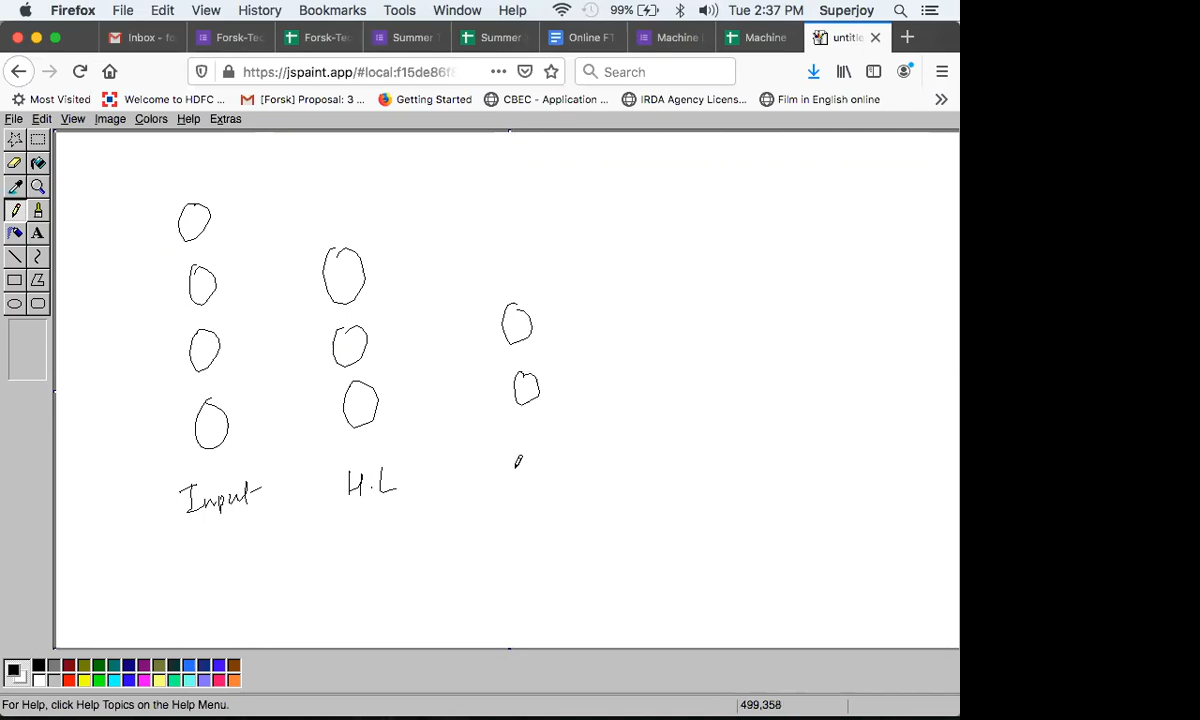 Firefox File Edit View History Bookmarks Tools Window Help 99% Tue 2:37 PM Superjoy
Inbox - fo Forsk-Tec Forsk-Tec Summer T Summer Online FT Machine L Machine untitle
https://jspaint.app/#local:f15de86f8 Search
Most Visited Welcome to HDFC ... [Forsk] Proposal: 3 ... Getting Started CBEC - Application ... IRDA Agency Licens... Film in English online
File Edit View Image Colors Help Extras
A
Input H.L
For Help, click Help Topics on the Help Menu. 499,358